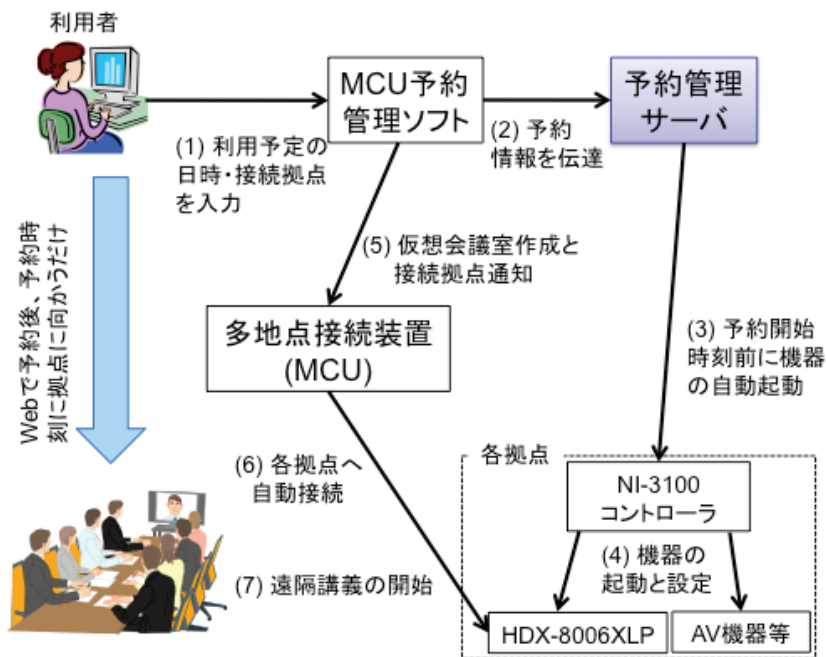 利用者
MCU予約
管理ソフト
予約管理
サーバ
(1) 利用予定の
日時・接続拠点
を入力
(2) 予約
情報を伝達
(5) 仮想会議室作成と
接続拠点通知
Webで予約後、予約時
刻に拠点に向かうだけ
多地点接続装置
(MCU)
(3) 予約開始
時刻前に機器
の自動起動
(6) 各拠点へ
自動接続
各拠点
NI-3100
コントローラ
(4) 機器の
起動と設定
(7) 遠隔講義の開始
HDX-8006XLP
AV機器等